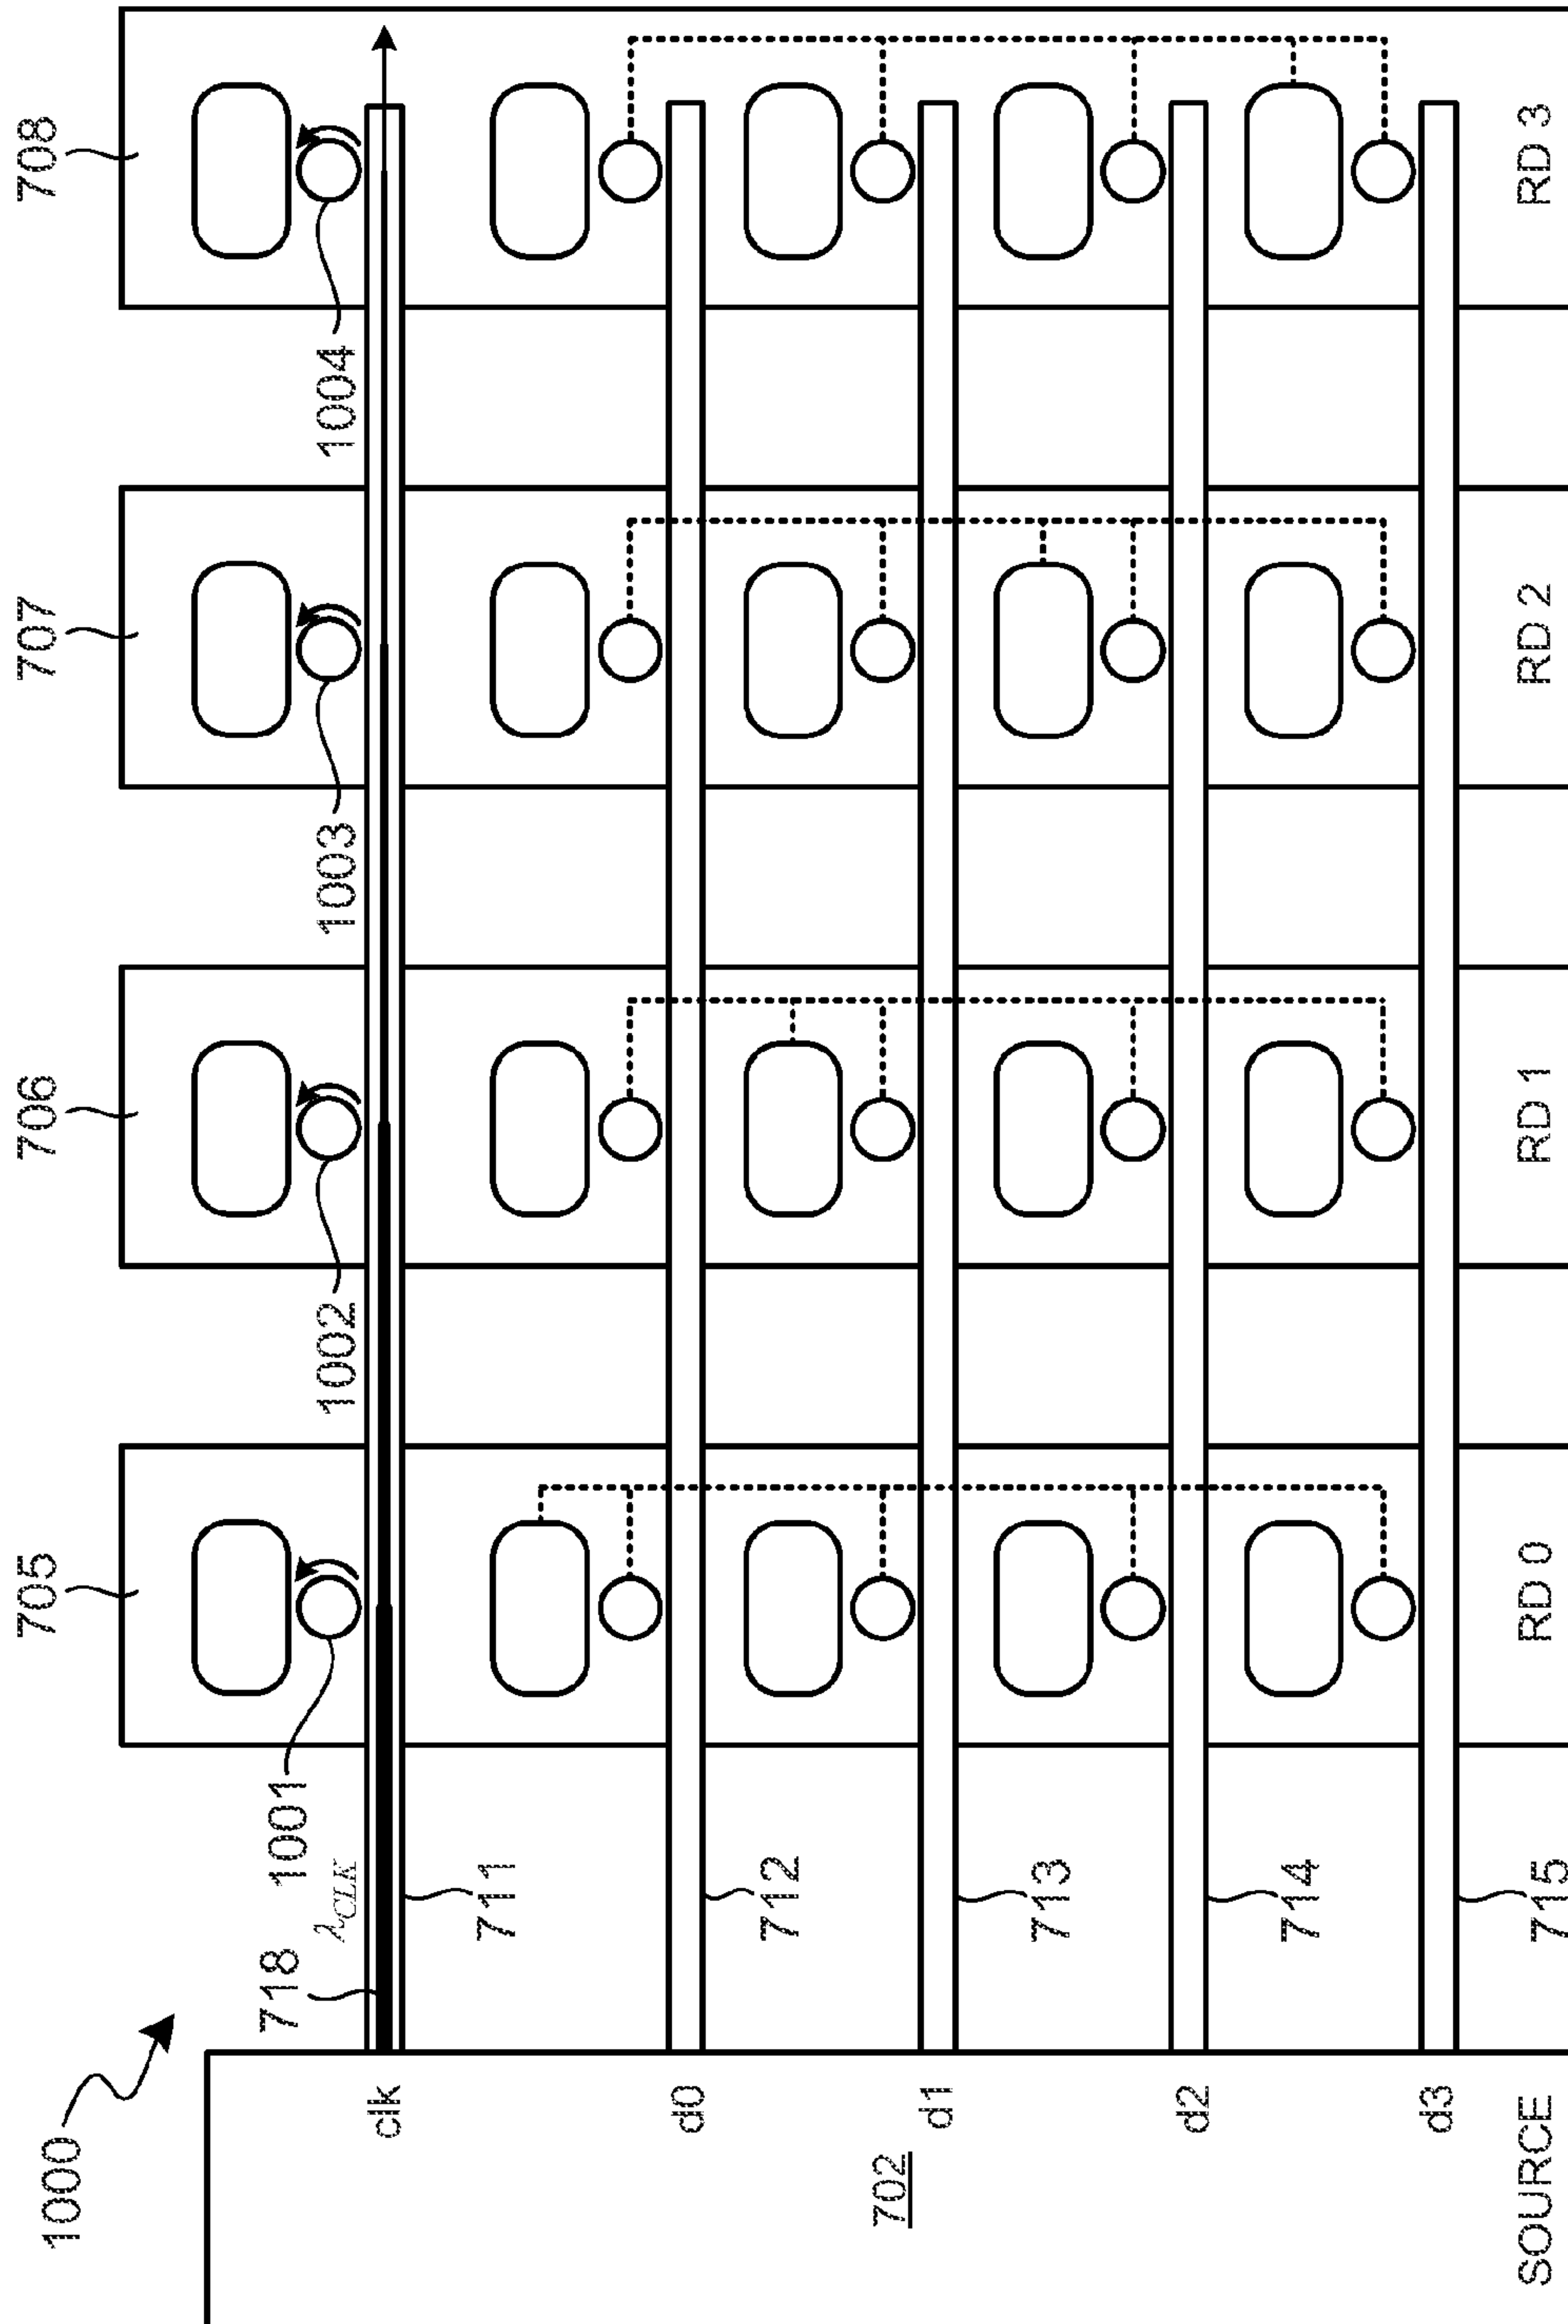 1000
702
SOURCE
clk
d0
d1
d2
d3
718
λCLK
711
712
713
714
715
705
1001
RD 0
706
1002
RD 1
707
1003
RD 2
708
1004
RD 3